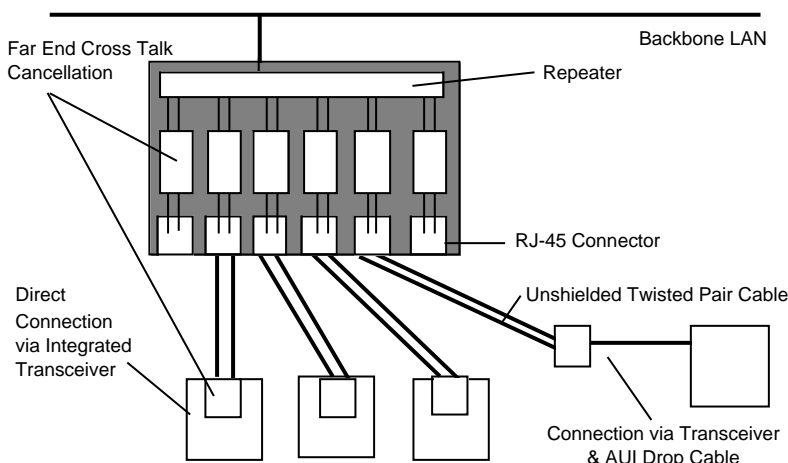 Backbone LAN
Far End Cross Talk
Cancellation
Repeater
RJ-45 Connector
Unshielded Twisted Pair Cable
Direct
Connection
via Integrated
Transceiver
Connection via Transceiver
& AUI Drop Cable